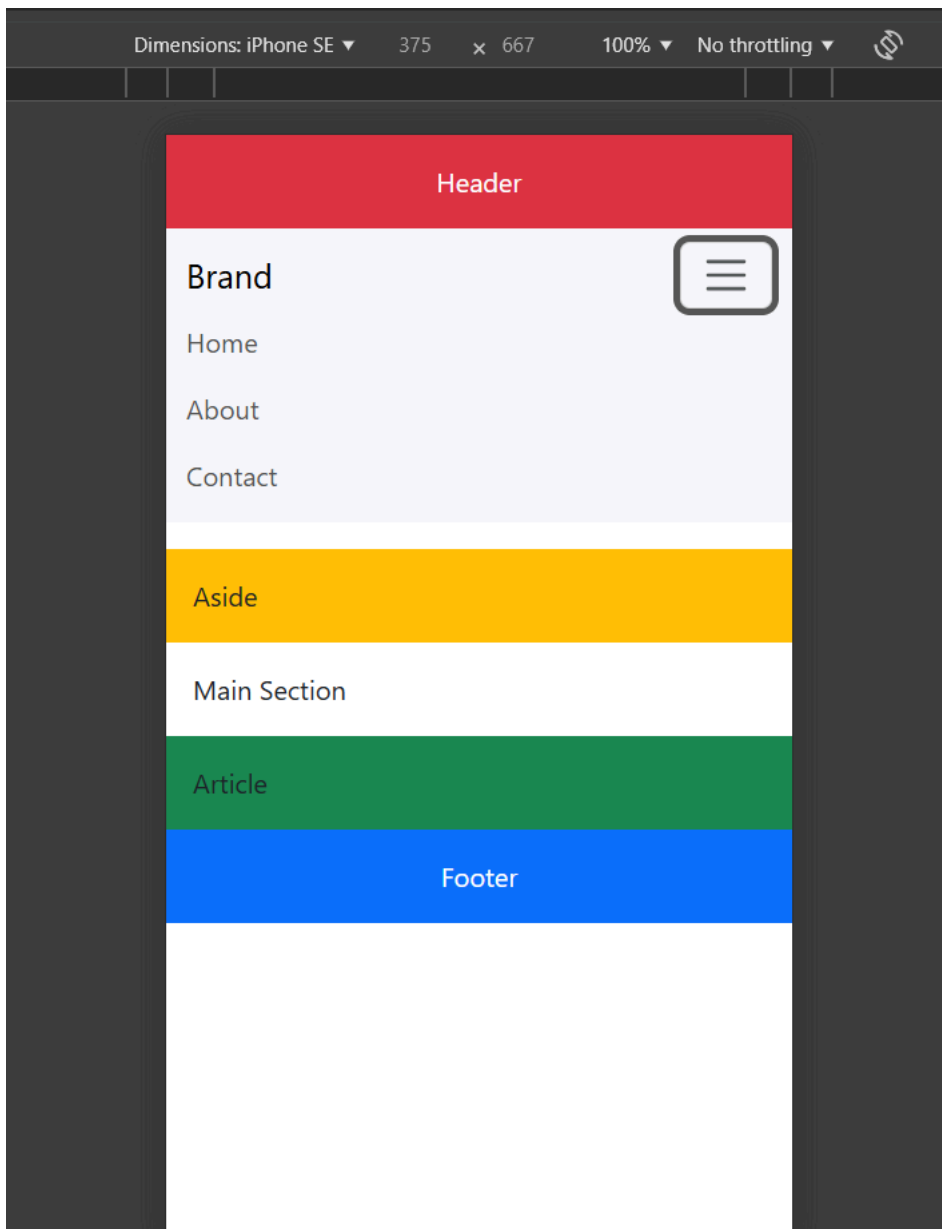 Dimensions: iPhone SE ▼ 375 × 667 100% ▼ No throttling ▼
Header
Brand
Home
About
Contact
Aside
Main Section
Article
Footer